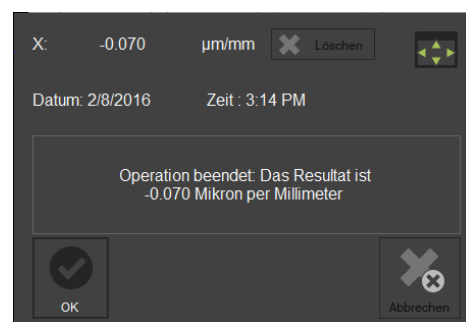 X: -0.070 µm/mm Löschen
Datum: 2/8/2016 Zeit : 3:14 PM
Operation beendet: Das Resultat ist
-0.070 Mikron per Millimeter
OK Abbrechen